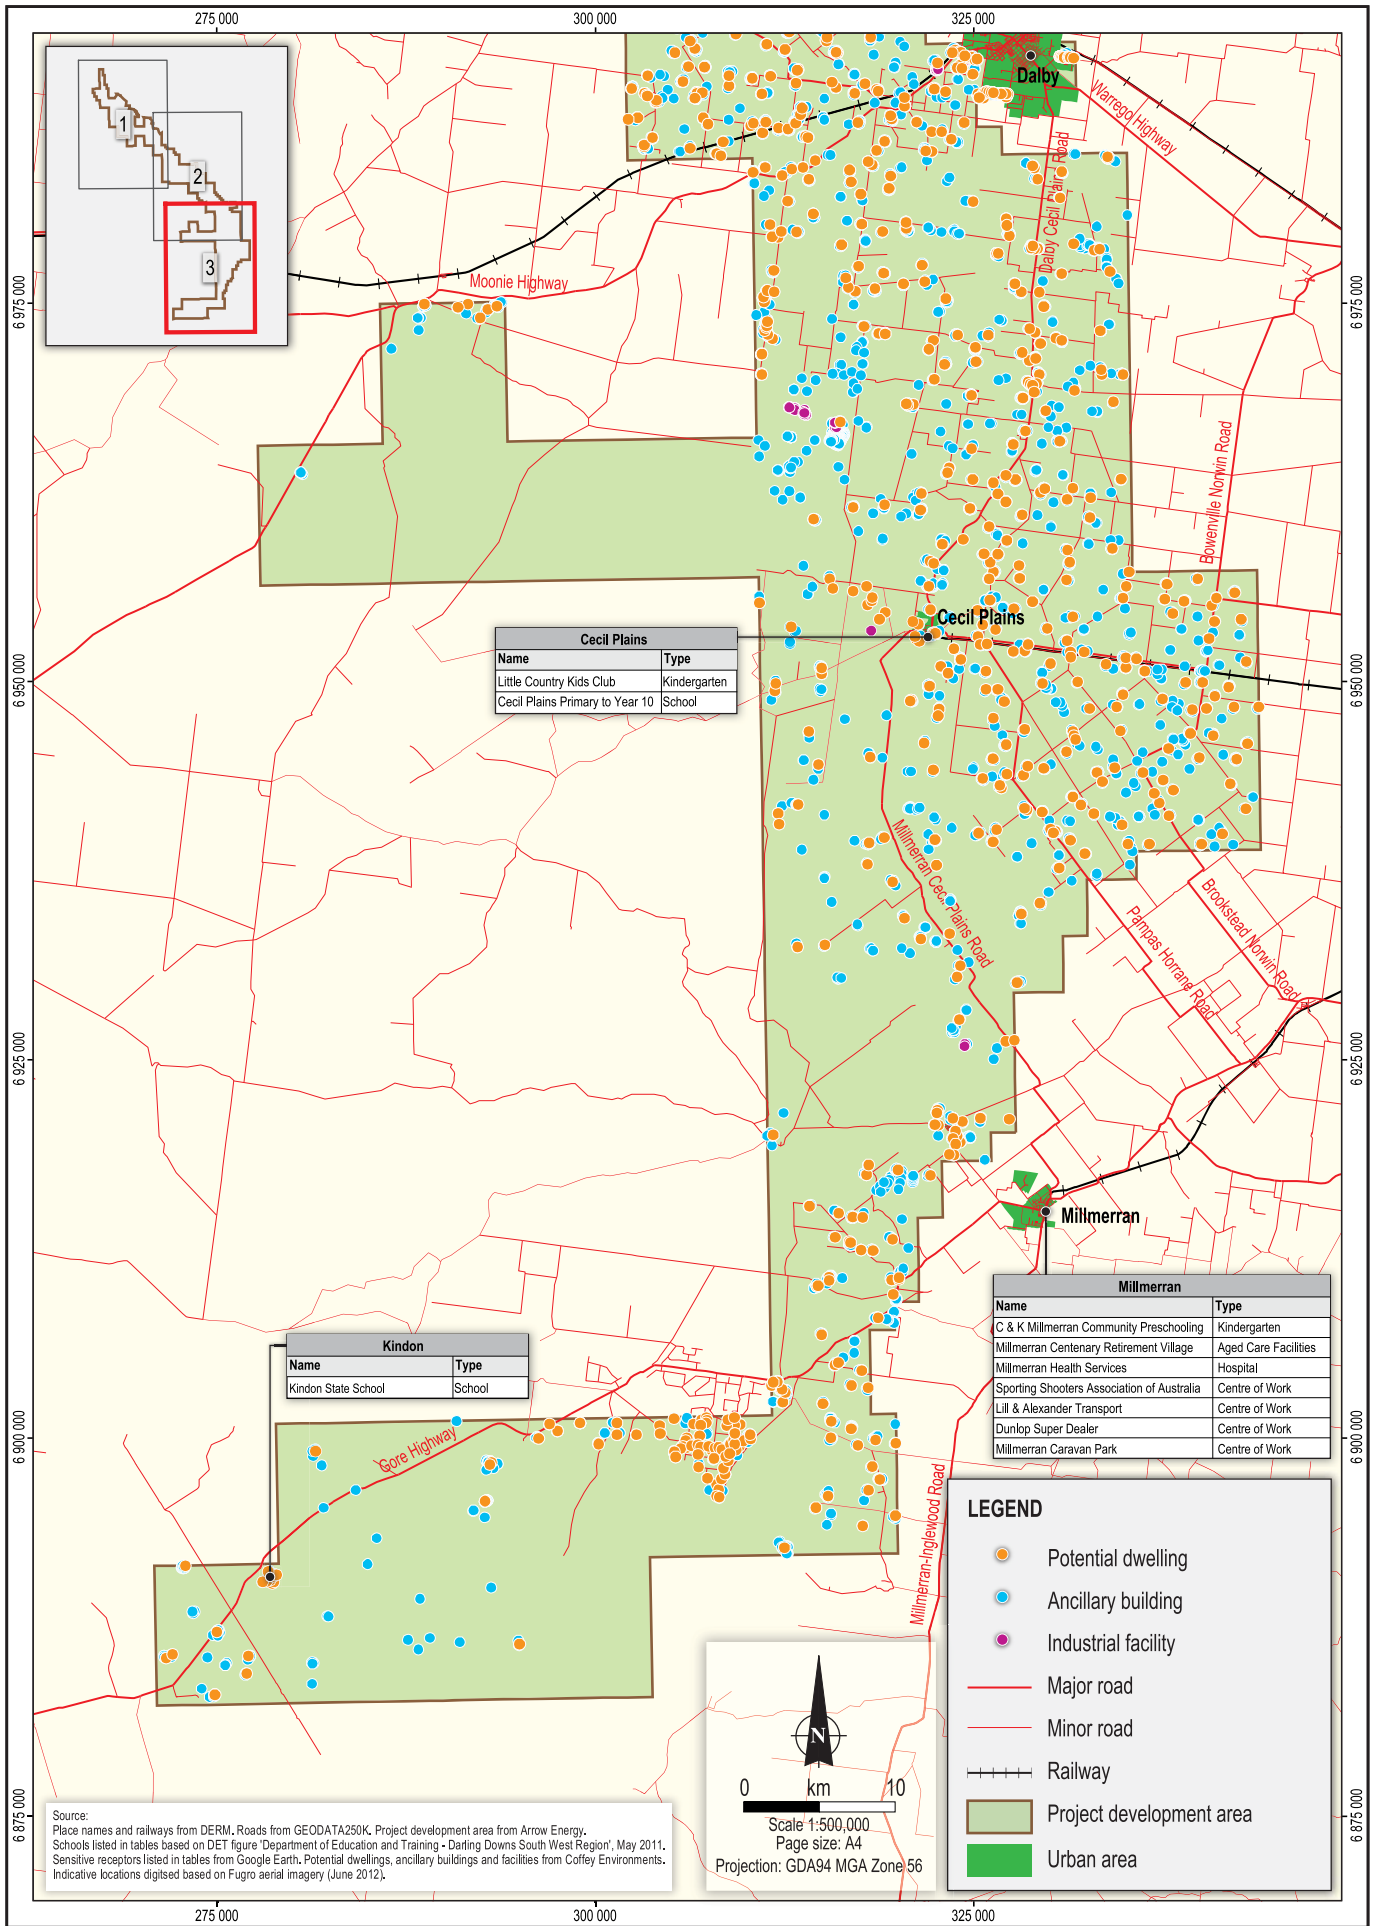 275 000
300 000
325 000
1
2
3
Dalby
Warrego Highway
Dalby Cecil Plain Road
Moonie Highway
6 975 000
6 975 000
Bowenville Norwin Road
Cecil Plains
Cecil Plains
Name Type
Little Country Kids Club Kindergarten
Cecil Plains Primary to Year 10 School
6 950 000
6 950 000
Millmerran Cecil Plains Road
Brookstead Norwin Road
Pampas Horrane Road
6 925 000
6 925 000
Millmerran
Millmerran
Name Type
C & K Millmerran Community Preschooling Kindergarten
Millmerran Centenary Retirement Village Aged Care Facilities
Millmerran Health Services Hospital
Sporting Shooters Association of Australia Centre of Work
Lill & Alexander Transport Centre of Work
Dunlop Super Dealer Centre of Work
Millmerran Caravan Park Centre of Work
Kindon
Name Type
Kindon State School School
Gore Highway
6 900 000
6 900 000
Millmerran-Inglewood Road
LEGEND
Potential dwelling
Ancillary building
Industrial facility
Major road
Minor road
Railway
Project development area
Urban area
N
0 km 10
Scale 1:500,000
Page size: A4
Projection: GDA94 MGA Zone 56
6 875 000
6 875 000
Source:
Place names and railways from DERM. Roads from GEODATA250K. Project development area from Arrow Energy.
Schools listed in tables based on DET figure 'Department of Education and Training - Darling Downs South West Region', May 2011.
Sensitive receptors listed in tables from Google Earth. Potential dwellings, ancillary buildings and facilities from Coffey Environments.
Indicative locations digitsed based on Fugro aerial imagery (June 2012).
275 000
300 000
325 000